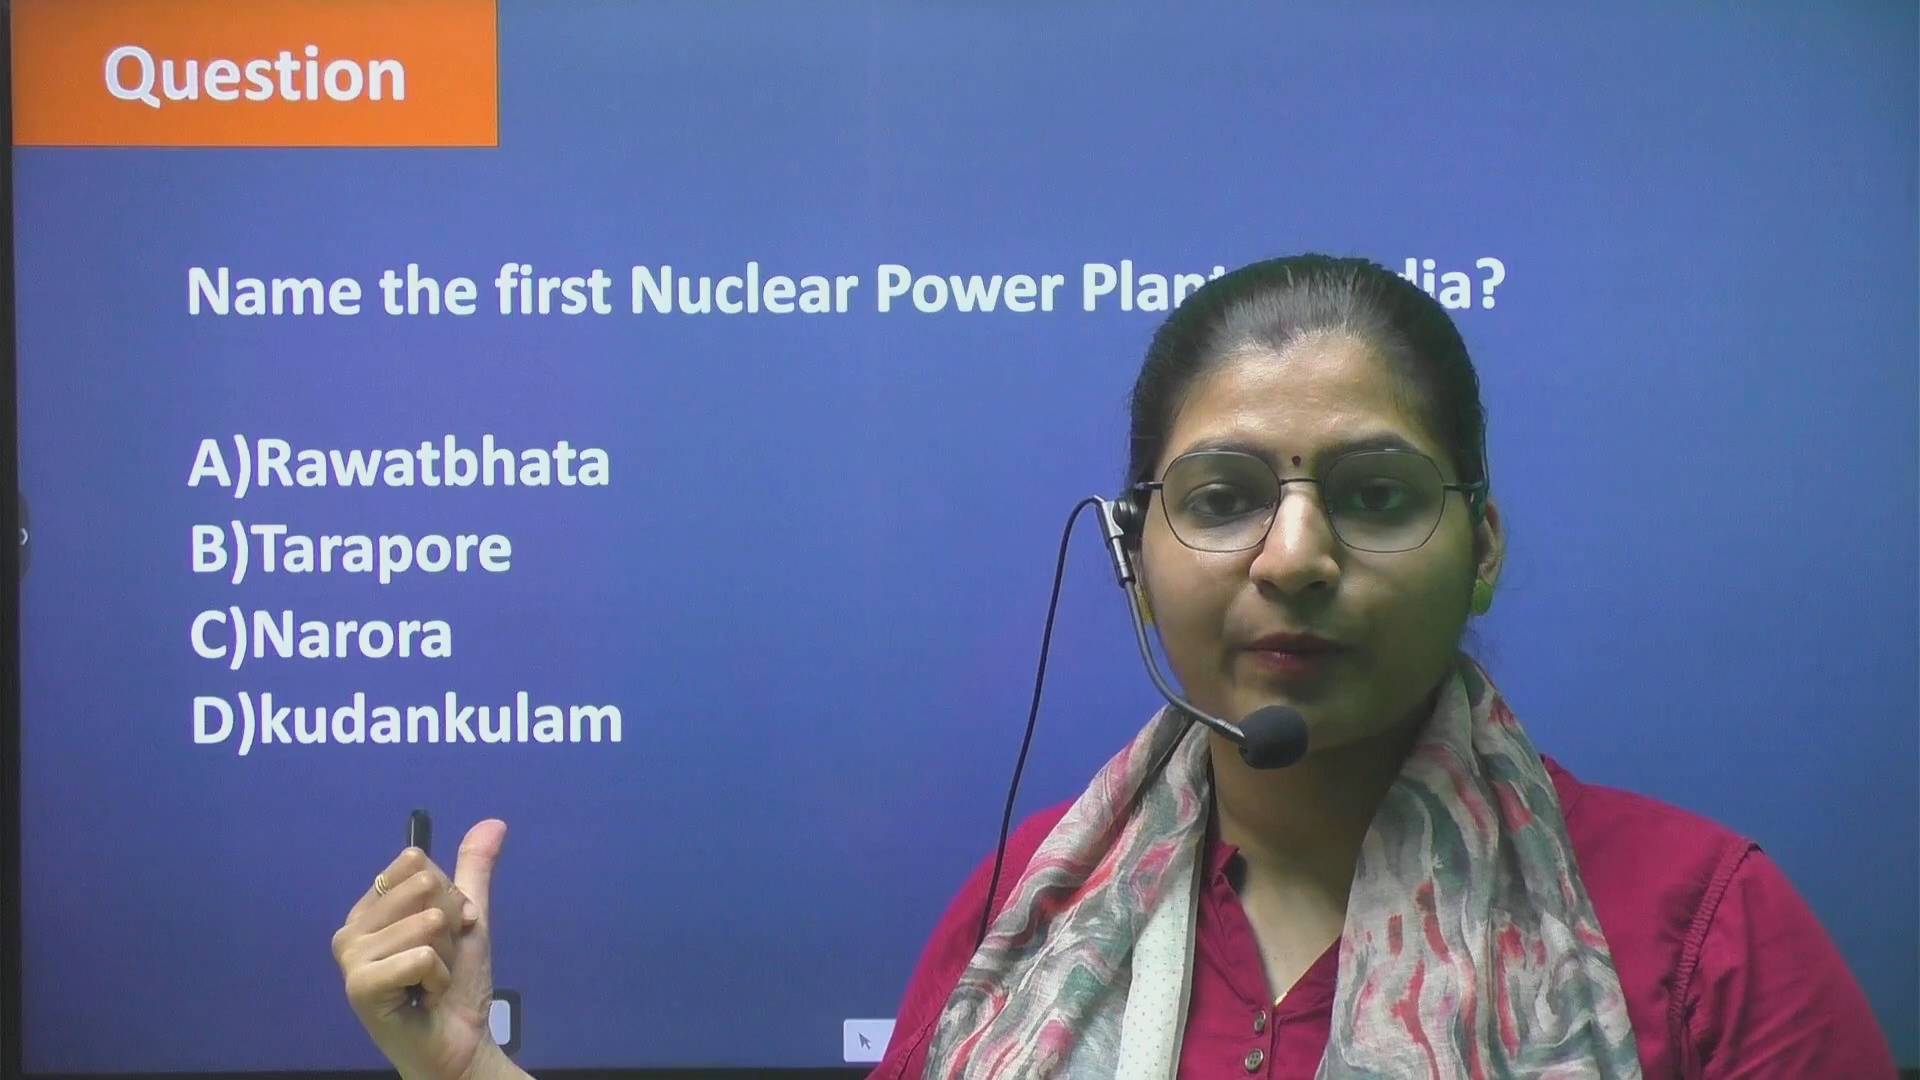 Question
Name the first Nuclear Power Plant
A)Rawatbhata
B)Tarapore
C)Narora
D)kudankulam